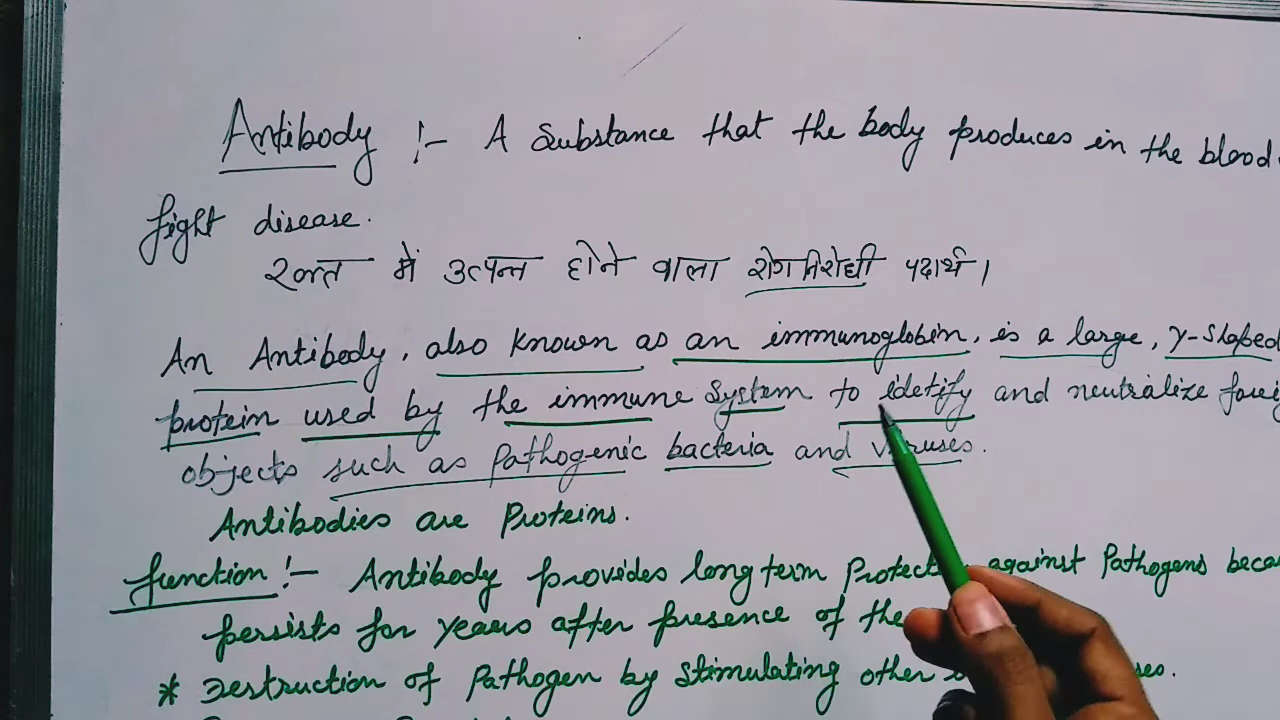 Antibody :- A Substance that the body produces in the blood
fight disease.
रक्त में उत्पन्न होने वाला रोग निरोधी पदार्थ।
An Antibody, also known as an immunoglobin, is a large, Y-Shaped
protein used by the immune system to idetify and neutralize
objects such as Pathogenic bacteria and viruses.
Antibodies are Proteins.
function :- Antibody provides long term against Pathogens
persists for years after presence of the
* Destruction of Pathogen by stimulating other